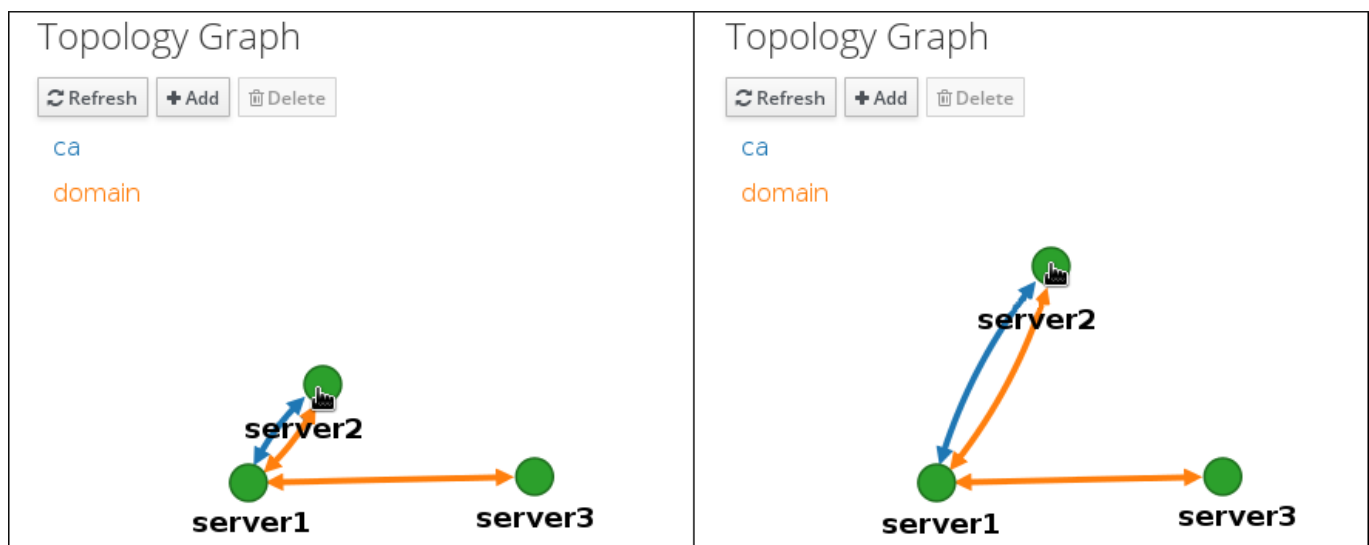 Topology Graph
Refresh Add Delete
ca
domain
server2
server1
server3
Topology Graph
Refresh Add Delete
ca
domain
server2
server1
server3